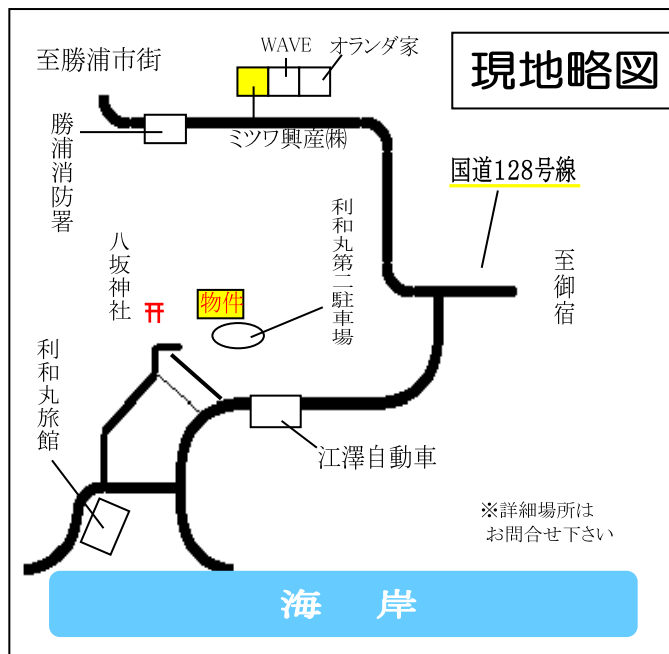 現地略図
至勝浦市街
WAVE
オランダ家
ミツワ興産㈱
勝浦消防署
国道128号線
至御宿
利和丸第二駐車場
八坂神社
物件
利和丸旅館
江澤自動車
※詳細場所は
お問合せ下さい
海岸